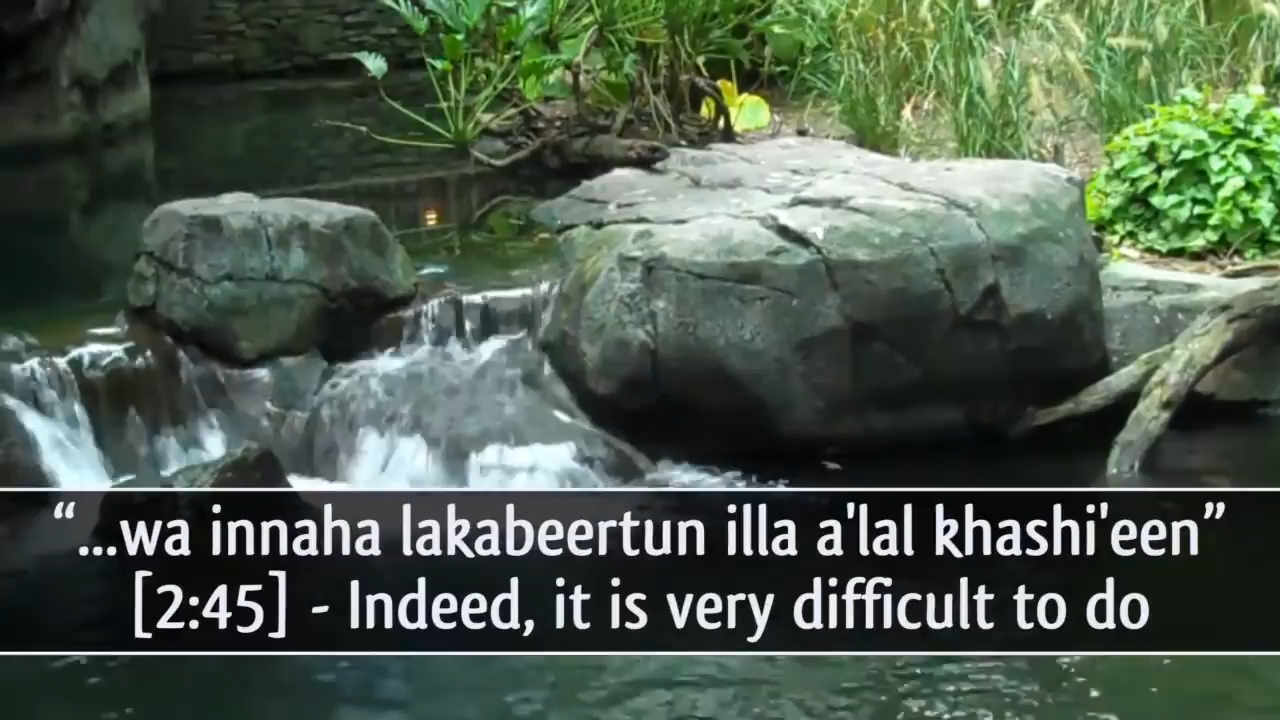 “...wa innaha lakabeertun illa a'lal khashi'een”
[2:45] - Indeed, it is very difficult to do